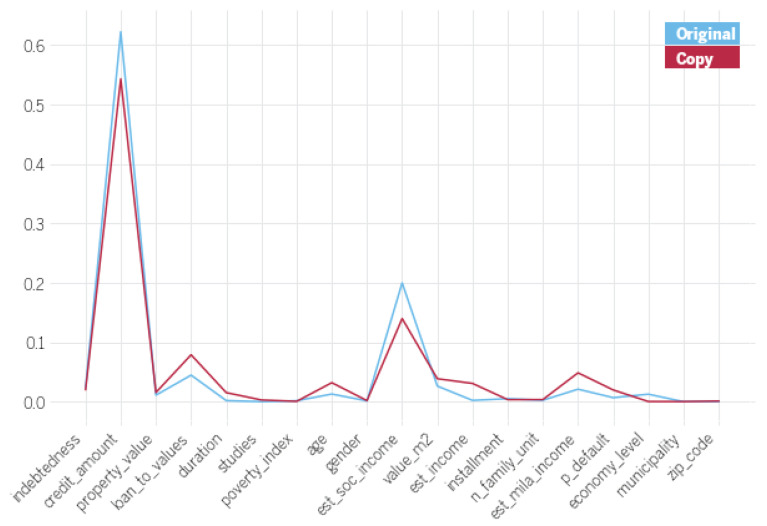 Original
Copy
0.6
0.5
0.4
0.3
0.2
0.1
0.0
indebtedness
credit_amount
property_value
loan_to_values
duration
studies
poverty_index
age
gender
est_soc_income
value_m2
est_income
installment
n_family_unit
est_mila_income
p_default
economy_level
municipality
zip_code